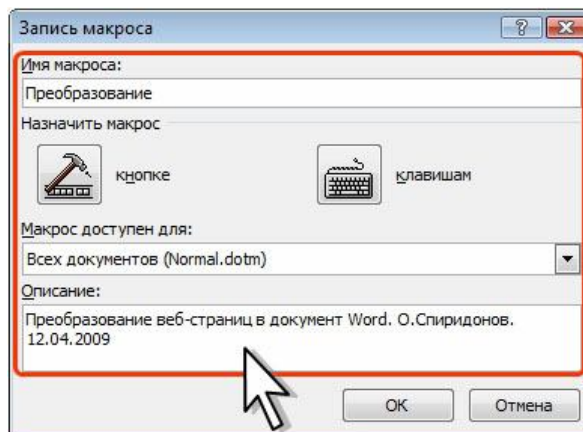 Запись макроса
Имя макроса:
Преобразование
Назначить макрос
кнопке
клавишам
Макрос доступен для:
Всех документов (Normal.dotm)
Описание:
Преобразование веб-страниц в документ Word. О.Спиридонов.
12.04.2009
ОК
Отмена